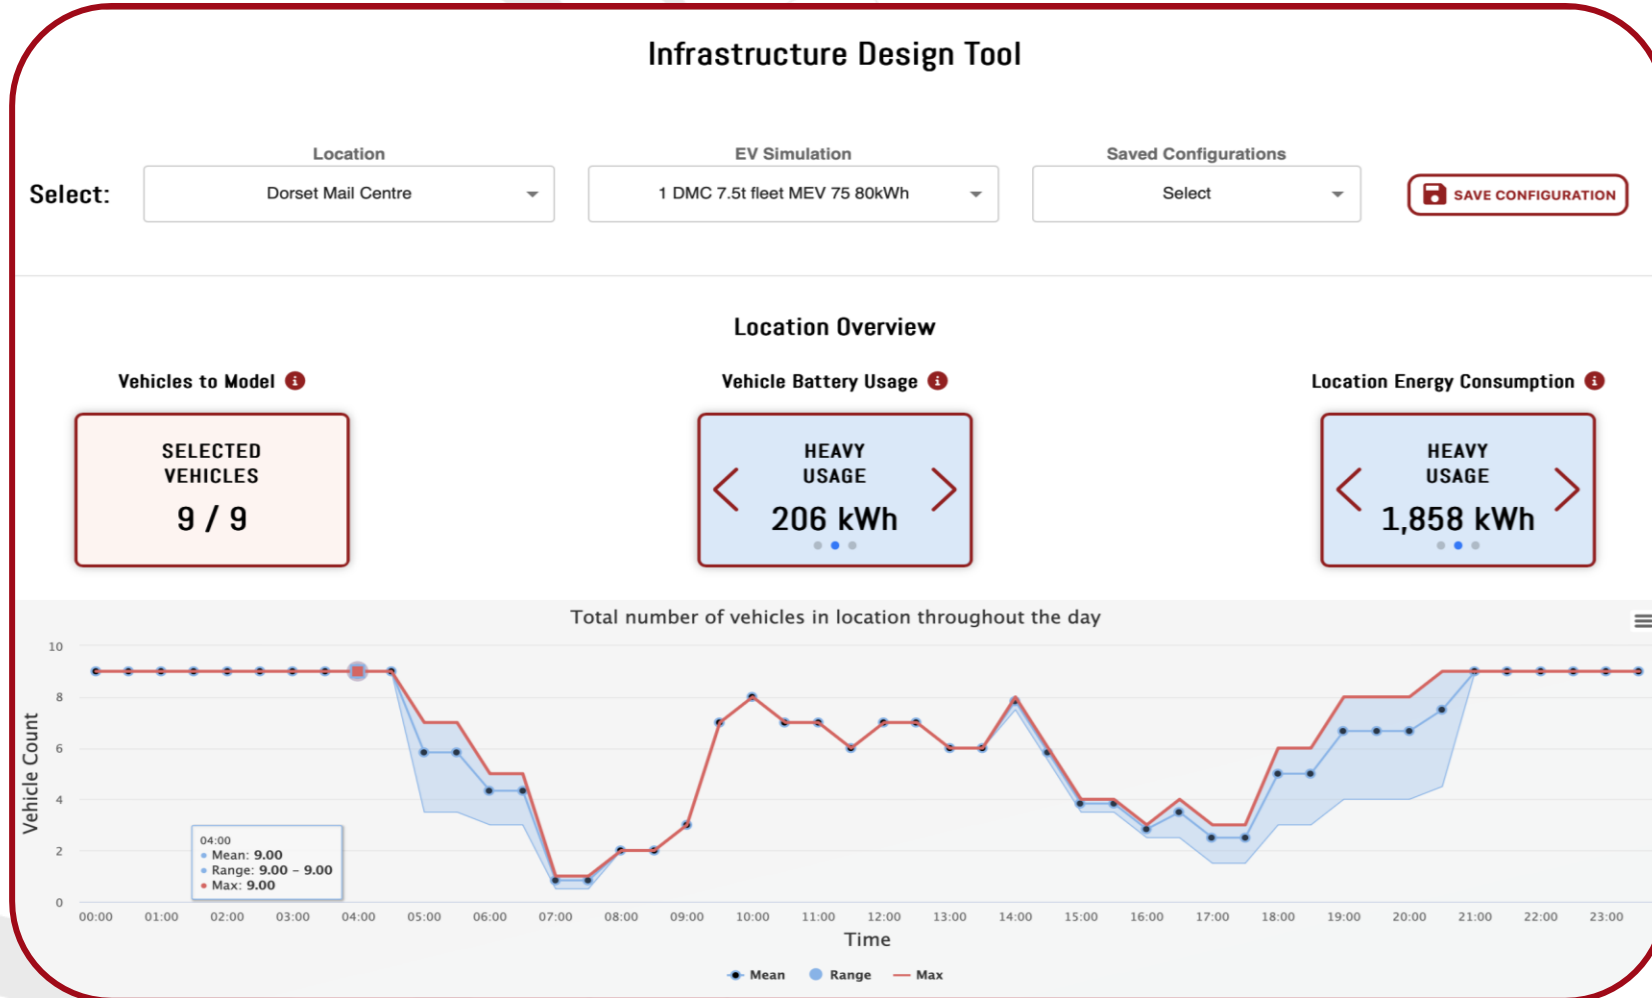 Infrastructure Design Tool
Location
EV Simulation
Saved Configurations
Select:
Dorset Mail Centre
1 DMC 7.5t fleet MEV 75 80kWh
Select
SAVE CONFIGURATION
Location Overview
Vehicles to Model i
Vehicle Battery Usage i
Location Energy Consumption i
SELECTED
VEHICLES
9 / 9
HEAVY
USAGE
206 kWh
HEAVY
USAGE
1,858 kWh
Total number of vehicles in location throughout the day
Vehicle Count
10
8
6
4
2
0
04:00
Mean: 9.00
Range: 9.00 – 9.00
Max: 9.00
00:00 01:00 02:00 03:00 04:00 05:00 06:00 07:00 08:00 09:00 10:00 11:00 12:00 13:00 14:00 15:00 16:00 17:00 18:00 19:00 20:00 21:00 22:00 23:00
Time
Mean Range Max